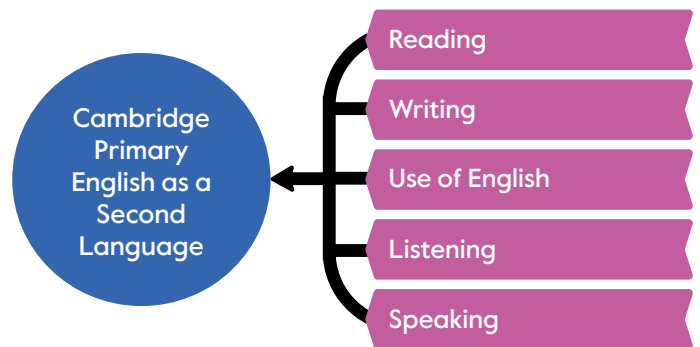 Cambridge
Primary
English as a
Second
Language
Reading
Writing
Use of English
Listening
Speaking